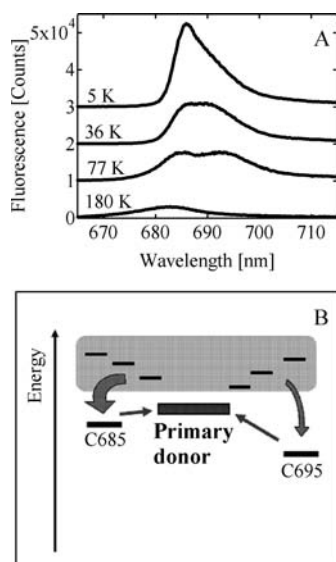 A
5x10⁴
4
3
2
1
0
Fluorescence [Counts]
5 K
36 K
77 K
180 K
670 680 690 700 710
Wavelength [nm]
B
Energy
Primary
donor
C685
C695